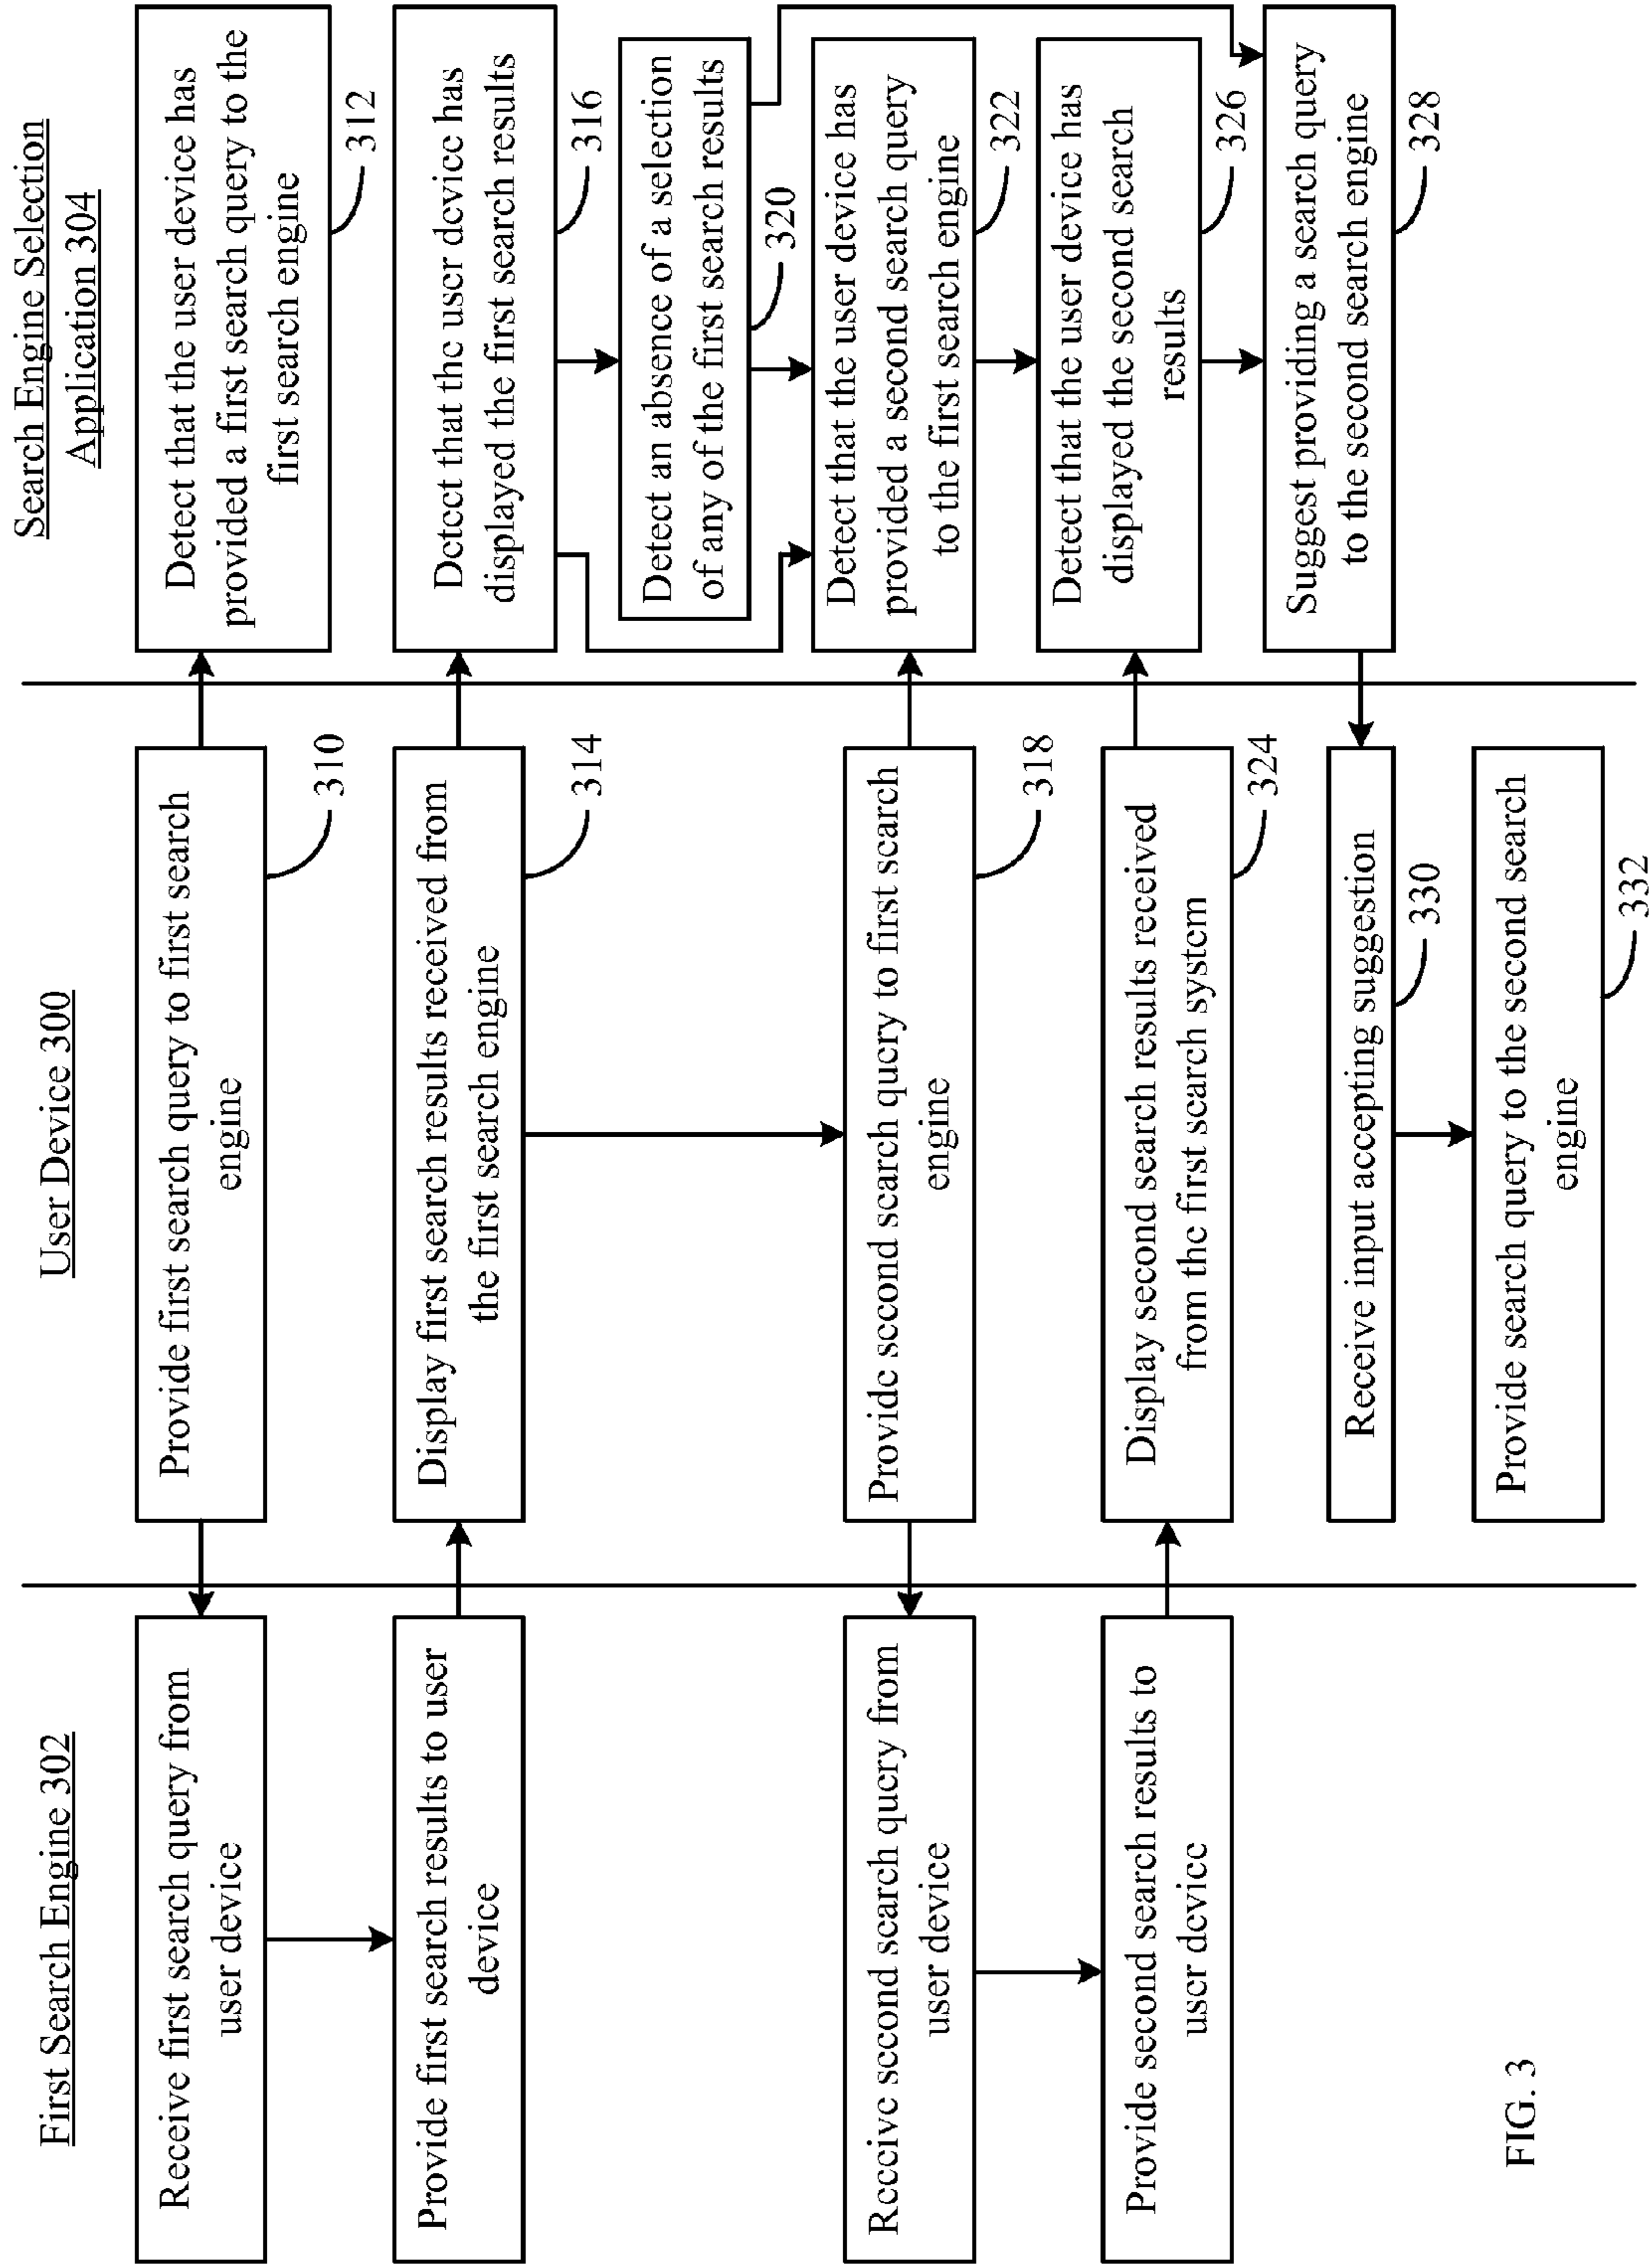 First Search Engine 302
User Device 300
Search Engine Selection
Application 304
Receive first search query from
user device
Provide first search query to first search
engine
310
Detect that the user device has
provided a first search query to the
first search engine
312
Provide first search results to user
device
Display first search results received from
the first search engine
314
Detect that the user device has
displayed the first search results
316
Detect an absence of a selection
of any of the first search results
320
Receive second search query from
user device
Provide second search query to first search
engine
318
Detect that the user device has
provided a second search query
to the first search engine
322
Provide second search results to
user device
Display second search results received
from the first search system
324
Detect that the user device has
displayed the second search
results
326
Suggest providing a search query
to the second search engine
328
Receive input accepting suggestion
330
Provide search query to the second search
engine
332
FIG. 3